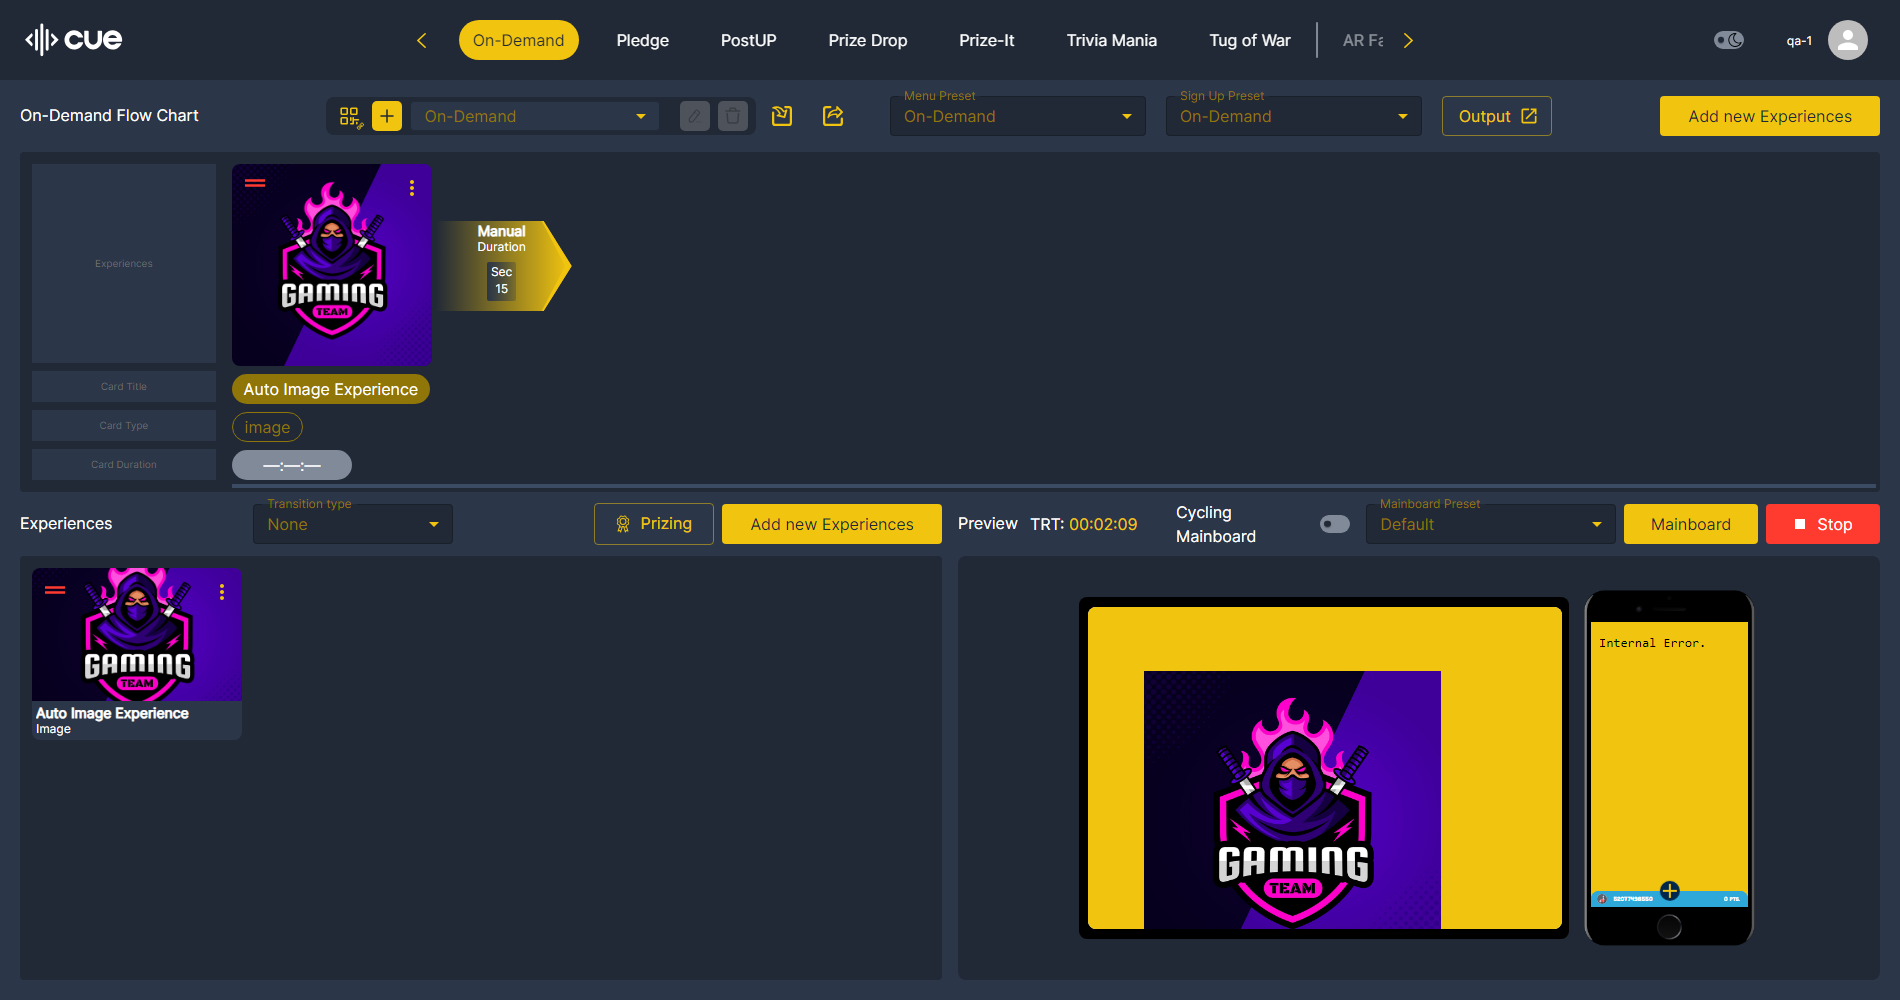 cue
On-Demand
Pledge
PostUP
Prize Drop
Prize-It
Trivia Mania
Tug of War
AR Fa
qa-1
On-Demand Flow Chart
On-Demand
Menu Preset
On-Demand
Sign Up Preset
On-Demand
Output
Add new Experiences
Experiences
GAMING
TEAM
Manual
Duration
Sec
15
Card Title
Auto Image Experience
Card Type
image
Card Duration
—:—:—
Experiences
Transition type
None
Prizing
Add new Experiences
Preview
TRT: 00:02:09
Cycling
Mainboard
Mainboard Preset
Default
Mainboard
Stop
GAMING
TEAM
Auto Image Experience
Image
GAMING
TEAM
Internal Error.
0 PTS.